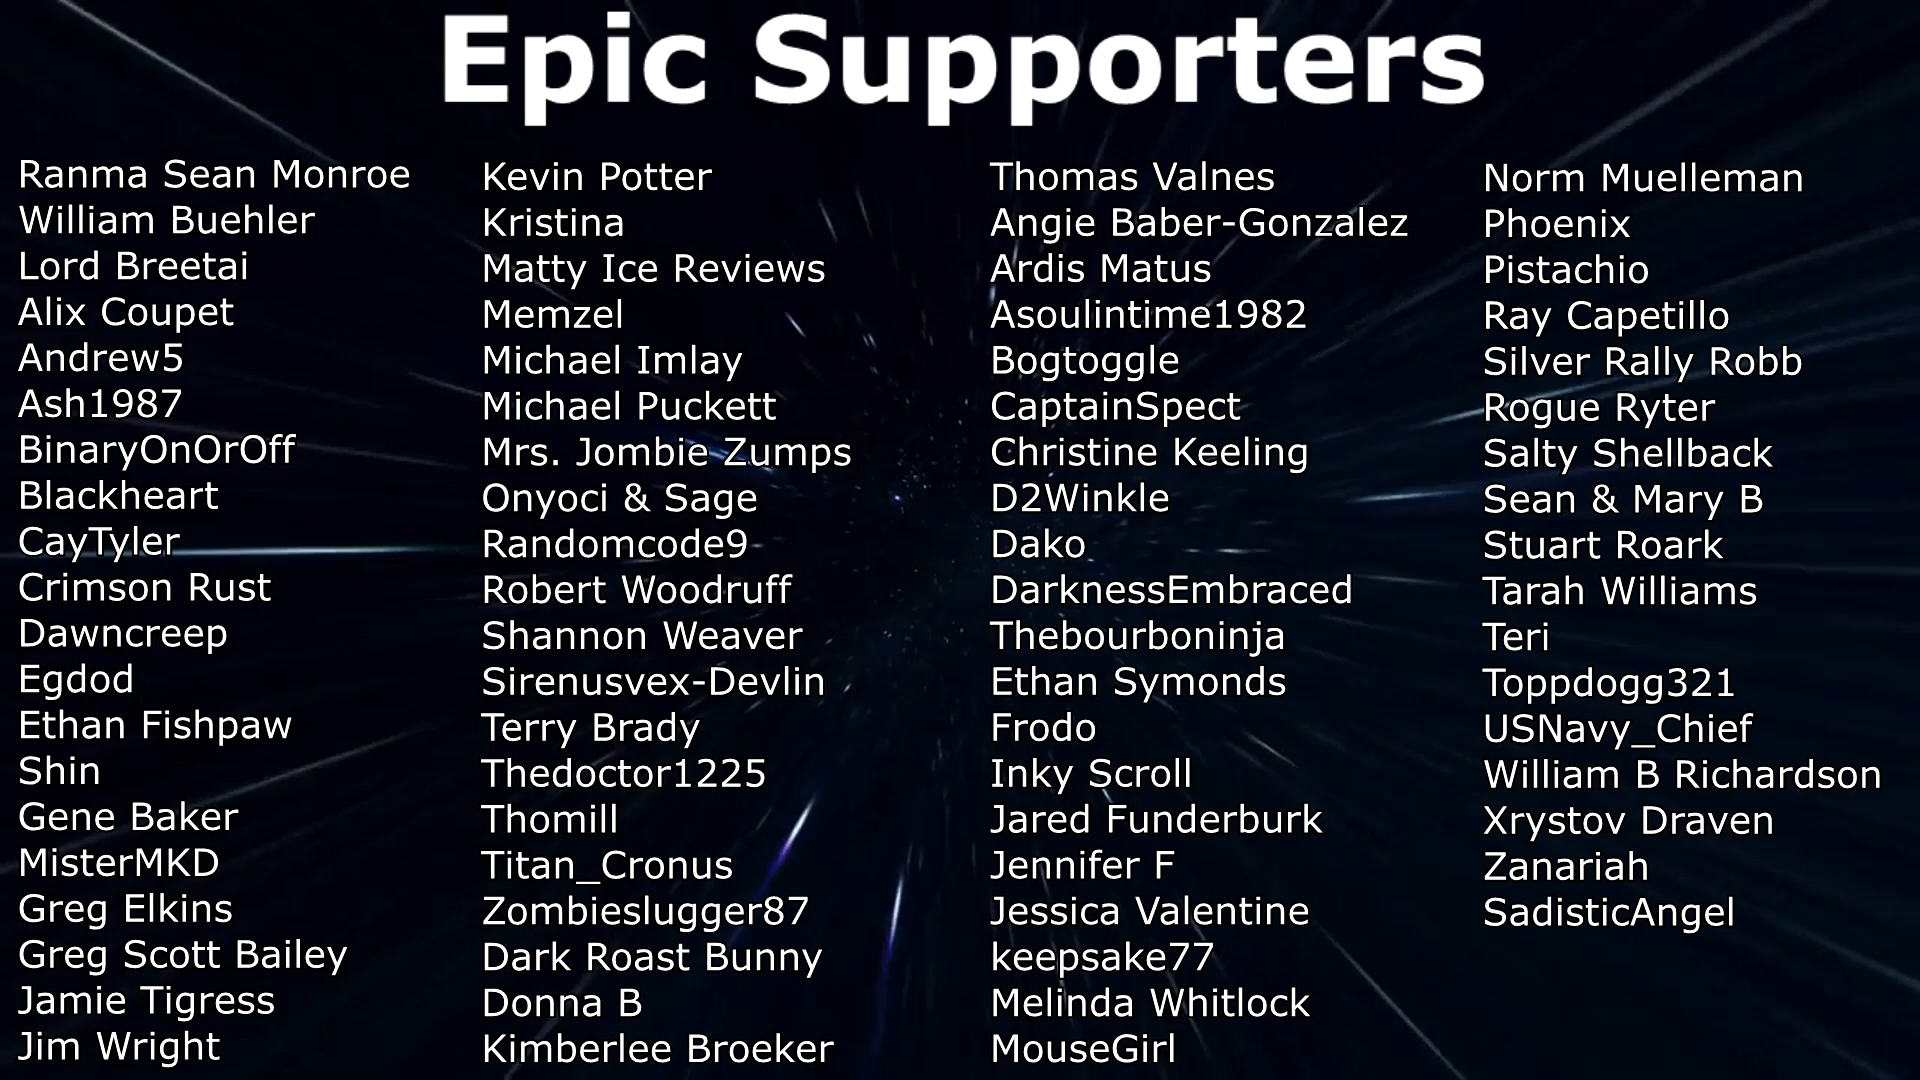 Epic Supporters
Ranma Sean Monroe
William Buehler
Lord Breetai
Alix Coupet
Andrew5
Ash1987
BinaryOnOrOff
Blackheart
CayTyler
Crimson Rust
Dawncreep
Egdod
Ethan Fishpaw
Shin
Gene Baker
MisterMKD
Greg Elkins
Greg Scott Bailey
Jamie Tigress
Jim Wright
Kevin Potter
Kristina
Matty Ice Reviews
Memzel
Michael Imlay
Michael Puckett
Mrs. Jombie Zumps
Onyoci & Sage
Randomcode9
Robert Woodruff
Shannon Weaver
Sirenusvex-Devlin
Terry Brady
Thedoctor1225
Thomill
Titan_Cronus
Zombieslugger87
Dark Roast Bunny
Donna B
Kimberlee Broeker
Thomas Valnes
Angie Baber-Gonzalez
Ardis Matus
Asoulintime1982
Bogtoggle
CaptainSpect
Christine Keeling
D2Winkle
Dako
DarknessEmbraced
Thebourboninja
Ethan Symonds
Frodo
Inky Scroll
Jared Funderburk
Jennifer F
Jessica Valentine
keepsake77
Melinda Whitlock
MouseGirl
Norm Muelleman
Phoenix
Pistachio
Ray Capetillo
Silver Rally Robb
Rogue Ryter
Salty Shellback
Sean & Mary B
Stuart Roark
Tarah Williams
Teri
Toppdogg321
USNavy_Chief
William B Richardson
Xrystov Draven
Zanariah
SadisticAngel